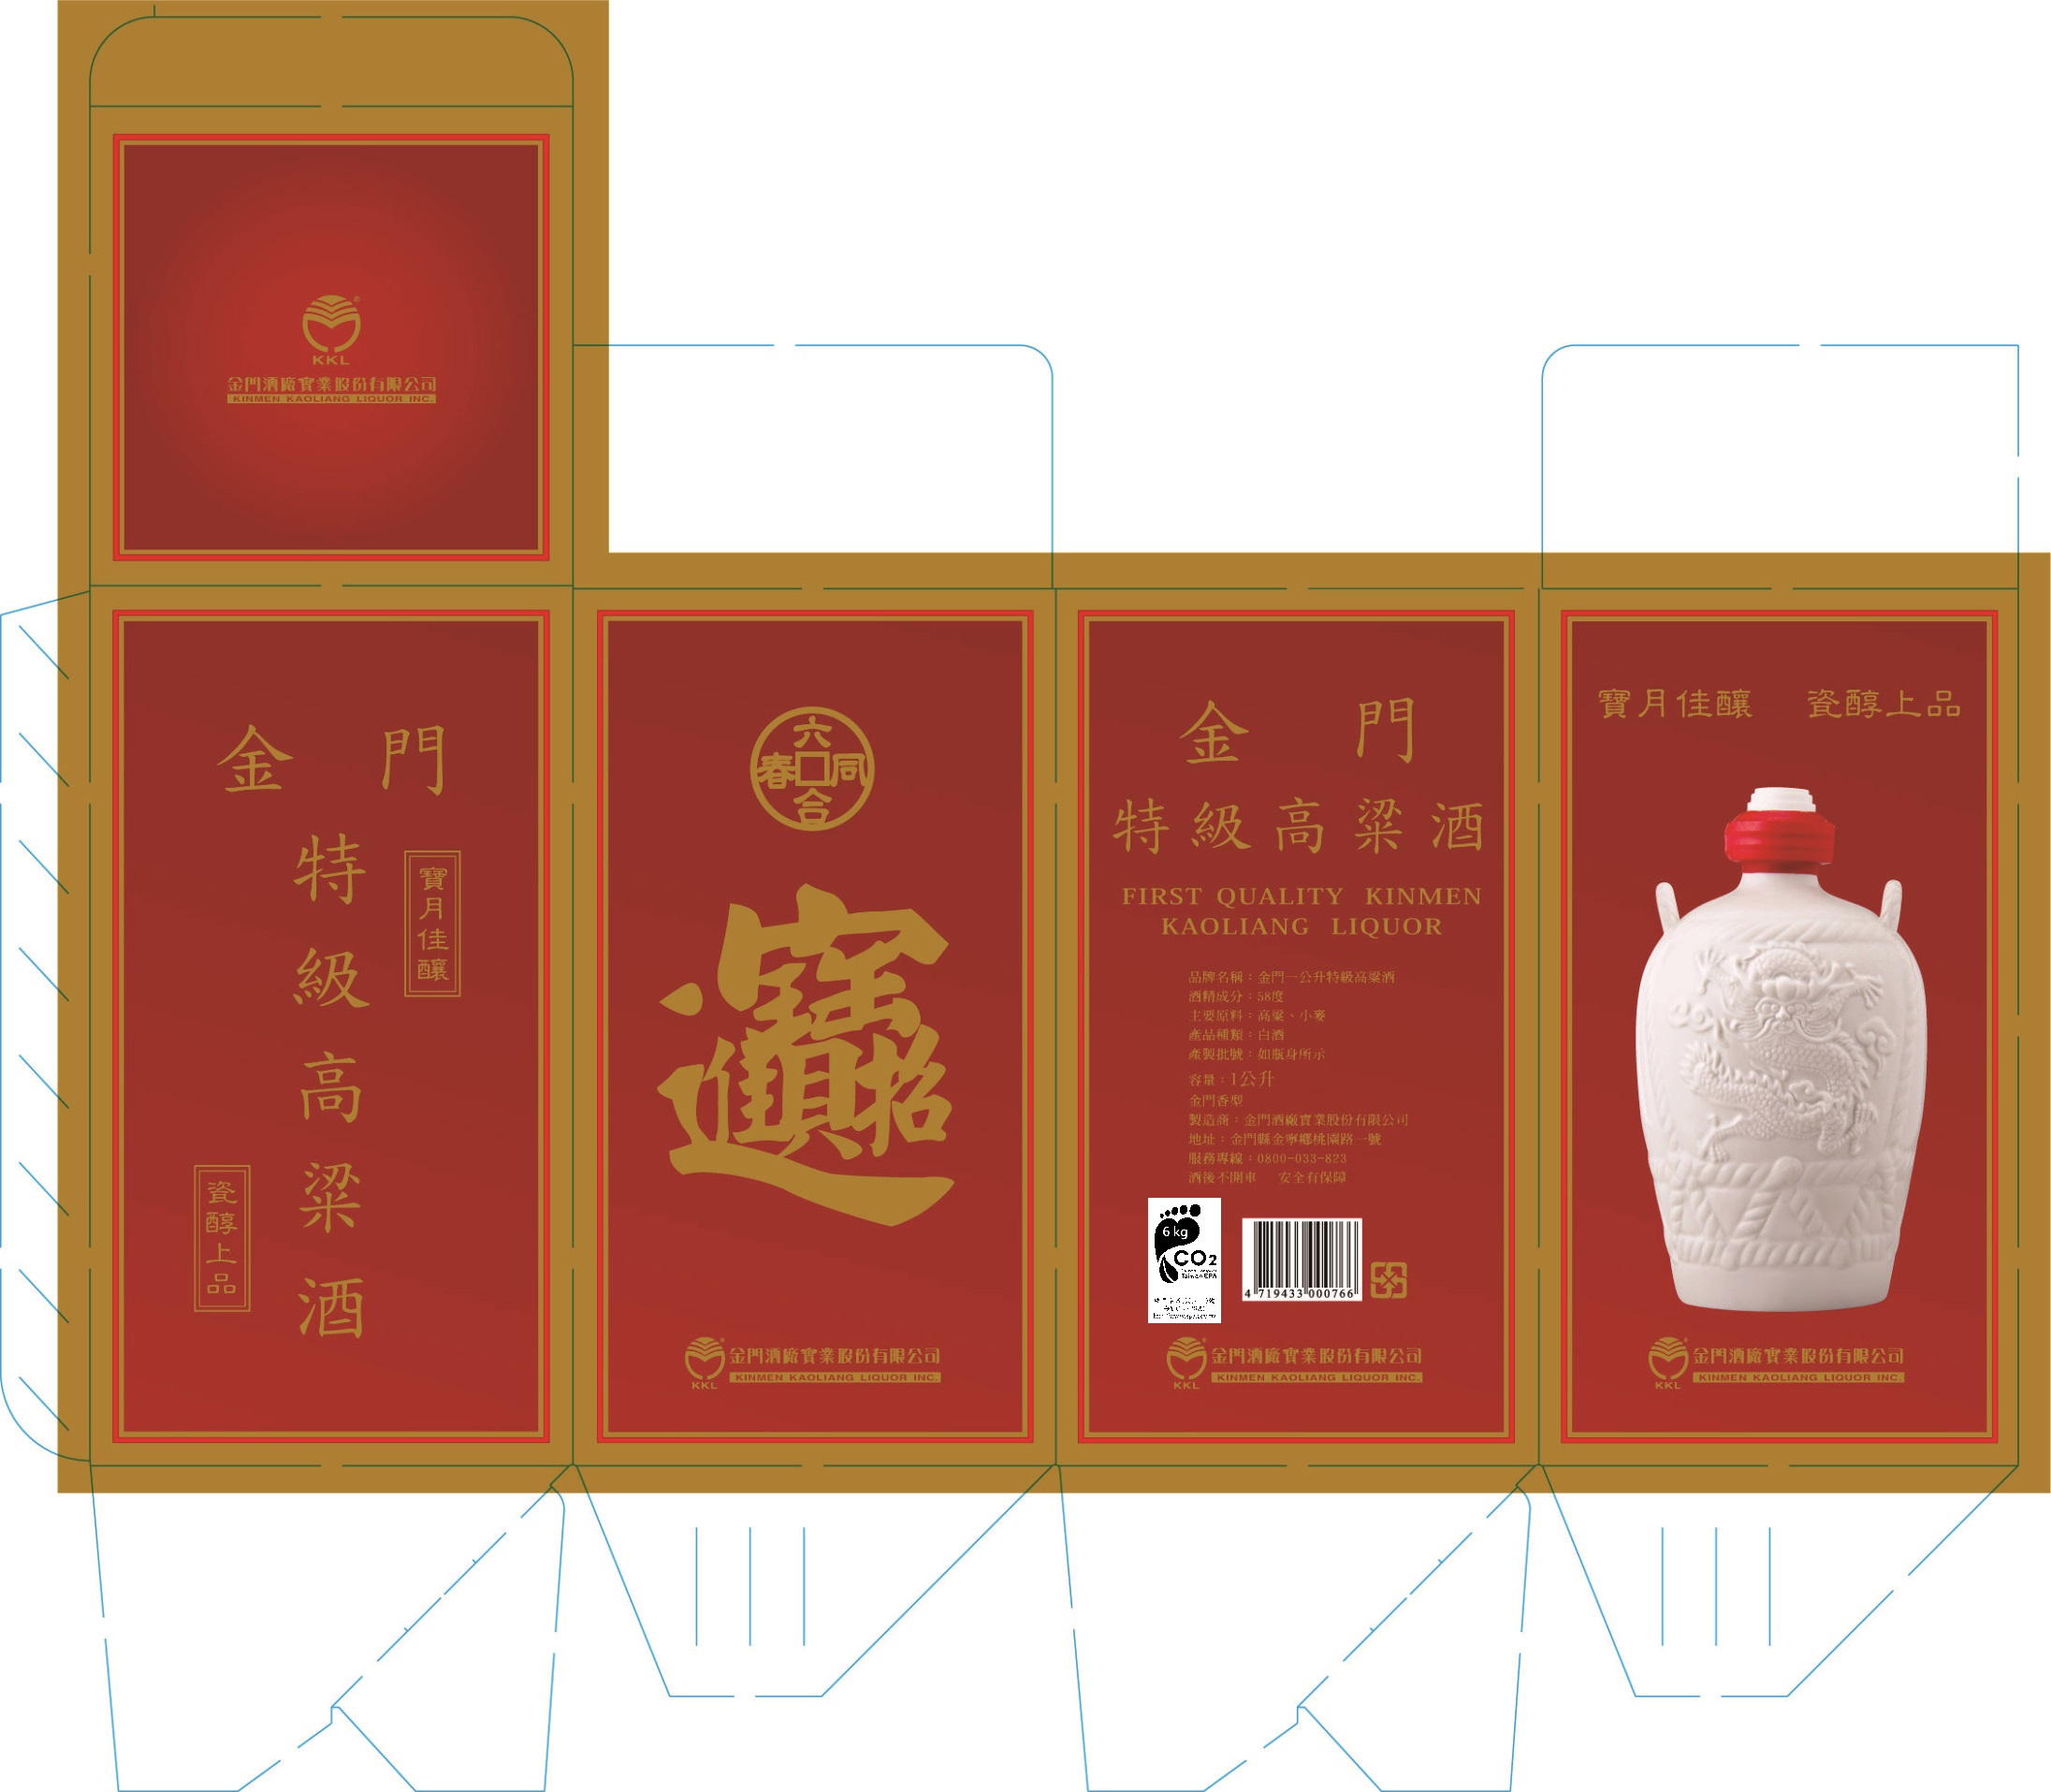 KKL
金門酒廠實業股份有限公司
KINMEN KAOLIANG LIQUOR INC.
金門
特級高粱酒
寶月佳釀
瓷醇上品
六合同春
招財進寶
KKL
金門酒廠實業股份有限公司
KINMEN KAOLIANG LIQUOR INC.
金門
特級高粱酒
FIRST QUALITY KINMEN
KAOLIANG LIQUOR
品牌名稱：金門一公升特級高粱酒
酒精成分：58度
主要原料：高粱、小麥
產品種類：白酒
產製批號：如瓶身所示
容量：1公升
金門香型
製造商：金門酒廠實業股份有限公司
地址：金門縣金寧鄉桃園路一號
服務專線：0800-033-823
酒後不開車 安全有保障
6 kg
CO2
Taiwan EPA
4 719433 000766
KKL
金門酒廠實業股份有限公司
KINMEN KAOLIANG LIQUOR INC.
寶月佳釀 瓷醇上品
KKL
金門酒廠實業股份有限公司
KINMEN KAOLIANG LIQUOR INC.